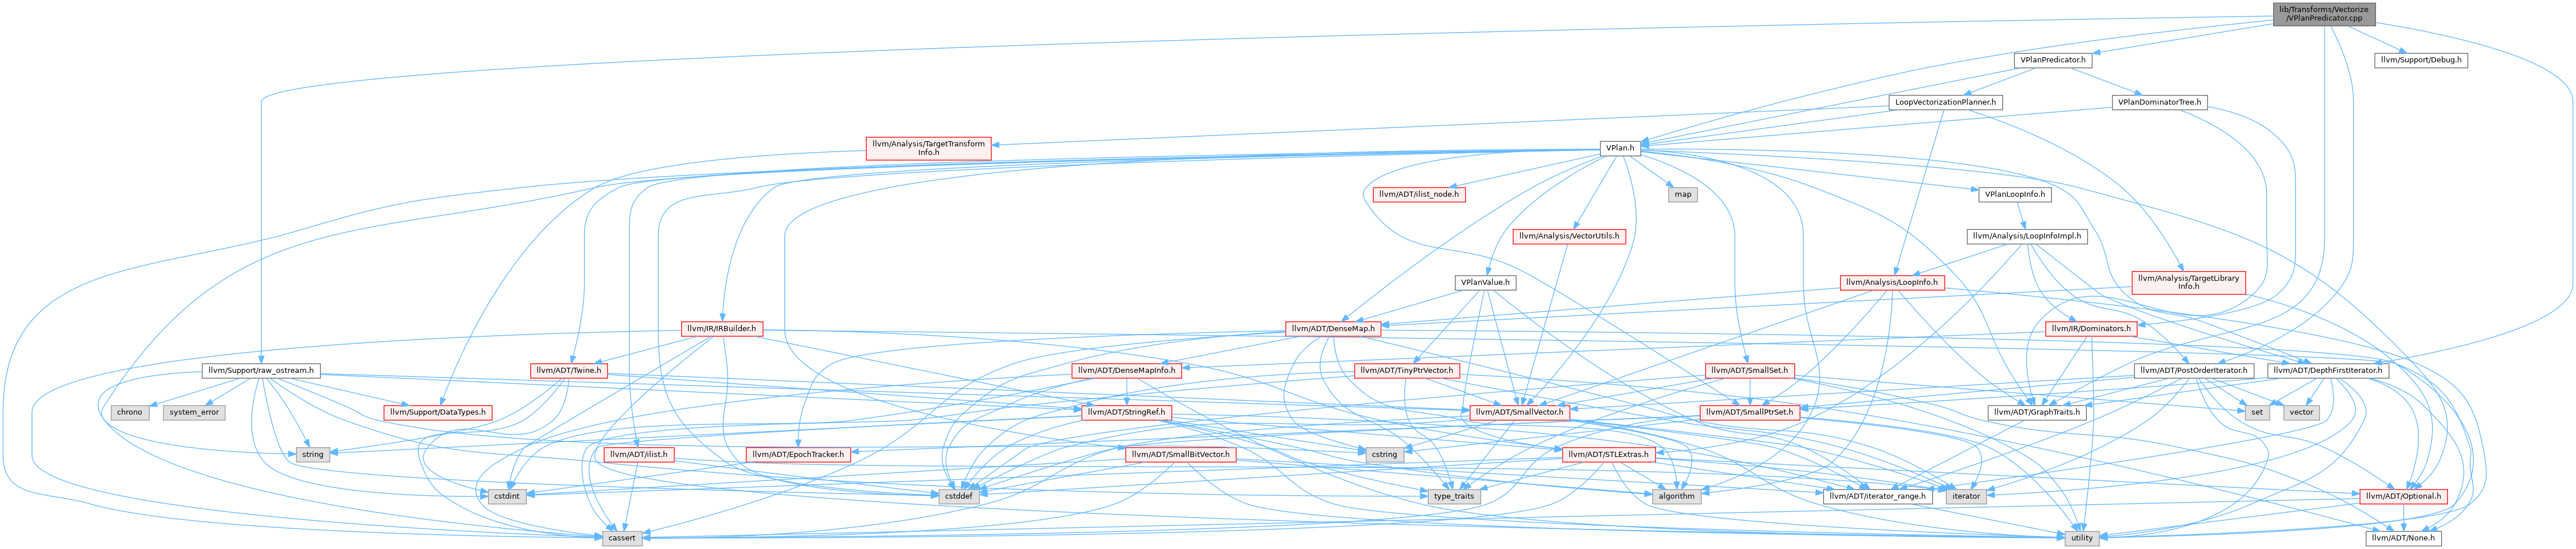 lib/Transforms/Vectorize
/VPlanPredicator.cpp
VPlanPredicator.h
llvm/Support/Debug.h
LoopVectorizationPlanner.h
VPlanDominatorTree.h
llvm/Analysis/TargetTransform
Info.h
VPlan.h
llvm/ADT/ilist_node.h
map
VPlanLoopInfo.h
llvm/Analysis/VectorUtils.h
llvm/Analysis/LoopInfoImpl.h
VPlanValue.h
llvm/Analysis/LoopInfo.h
llvm/Analysis/TargetLibrary
Info.h
llvm/IR/IRBuilder.h
llvm/ADT/DenseMap.h
llvm/IR/Dominators.h
llvm/Support/raw_ostream.h
llvm/ADT/Twine.h
llvm/ADT/DenseMapInfo.h
llvm/ADT/TinyPtrVector.h
llvm/ADT/SmallSet.h
llvm/ADT/PostOrderIterator.h
llvm/ADT/DepthFirstIterator.h
chrono
system_error
llvm/Support/DataTypes.h
llvm/ADT/StringRef.h
llvm/ADT/SmallVector.h
llvm/ADT/SmallPtrSet.h
llvm/ADT/GraphTraits.h
set
vector
string
llvm/ADT/ilist.h
llvm/ADT/EpochTracker.h
cstring
llvm/ADT/SmallBitVector.h
llvm/ADT/STLExtras.h
cstdint
cstddef
type_traits
algorithm
llvm/ADT/iterator_range.h
iterator
llvm/ADT/Optional.h
cassert
utility
llvm/ADT/None.h